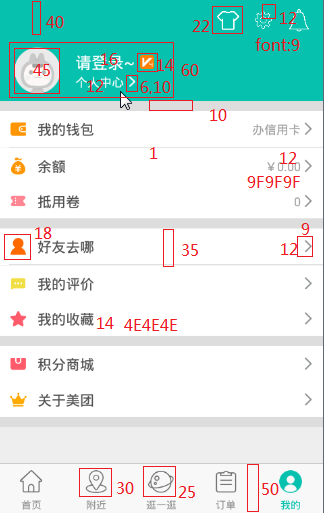 40
22
12
font:9
45
请登录~
15
14
60
个人中心
12
6.10
10
我的钱包
办信用卡
1
12
余额
￥0.00
9F9F9F
抵用卷
0
18
9
好友去哪
35
12
我的评价
我的收藏
14
4E4E4E
积分商城
关于美团
30
25
50
首页
附近
逛一逛
订单
我的